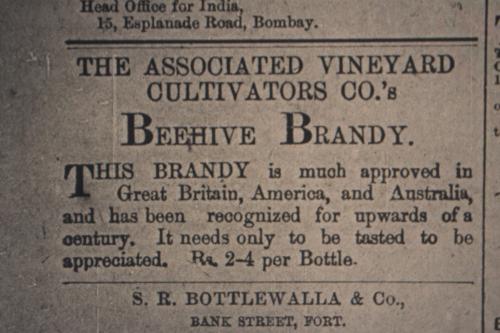 Head Office for India,
15, Esplanade Road, Bombay.
THE ASSOCIATED VINEYARD
CULTIVATORS CO.'s
BEEHIVE BRANDY.
THIS BRANDY is much approved in
Great Britain, America, and Australia,
and has been recognized for upwards of a
century. It needs only to be tasted to be
appreciated. Rs. 2-4 per Bottle.
S. R. BOTTLEWALLA & Co.,
BANK STREET, FORT.